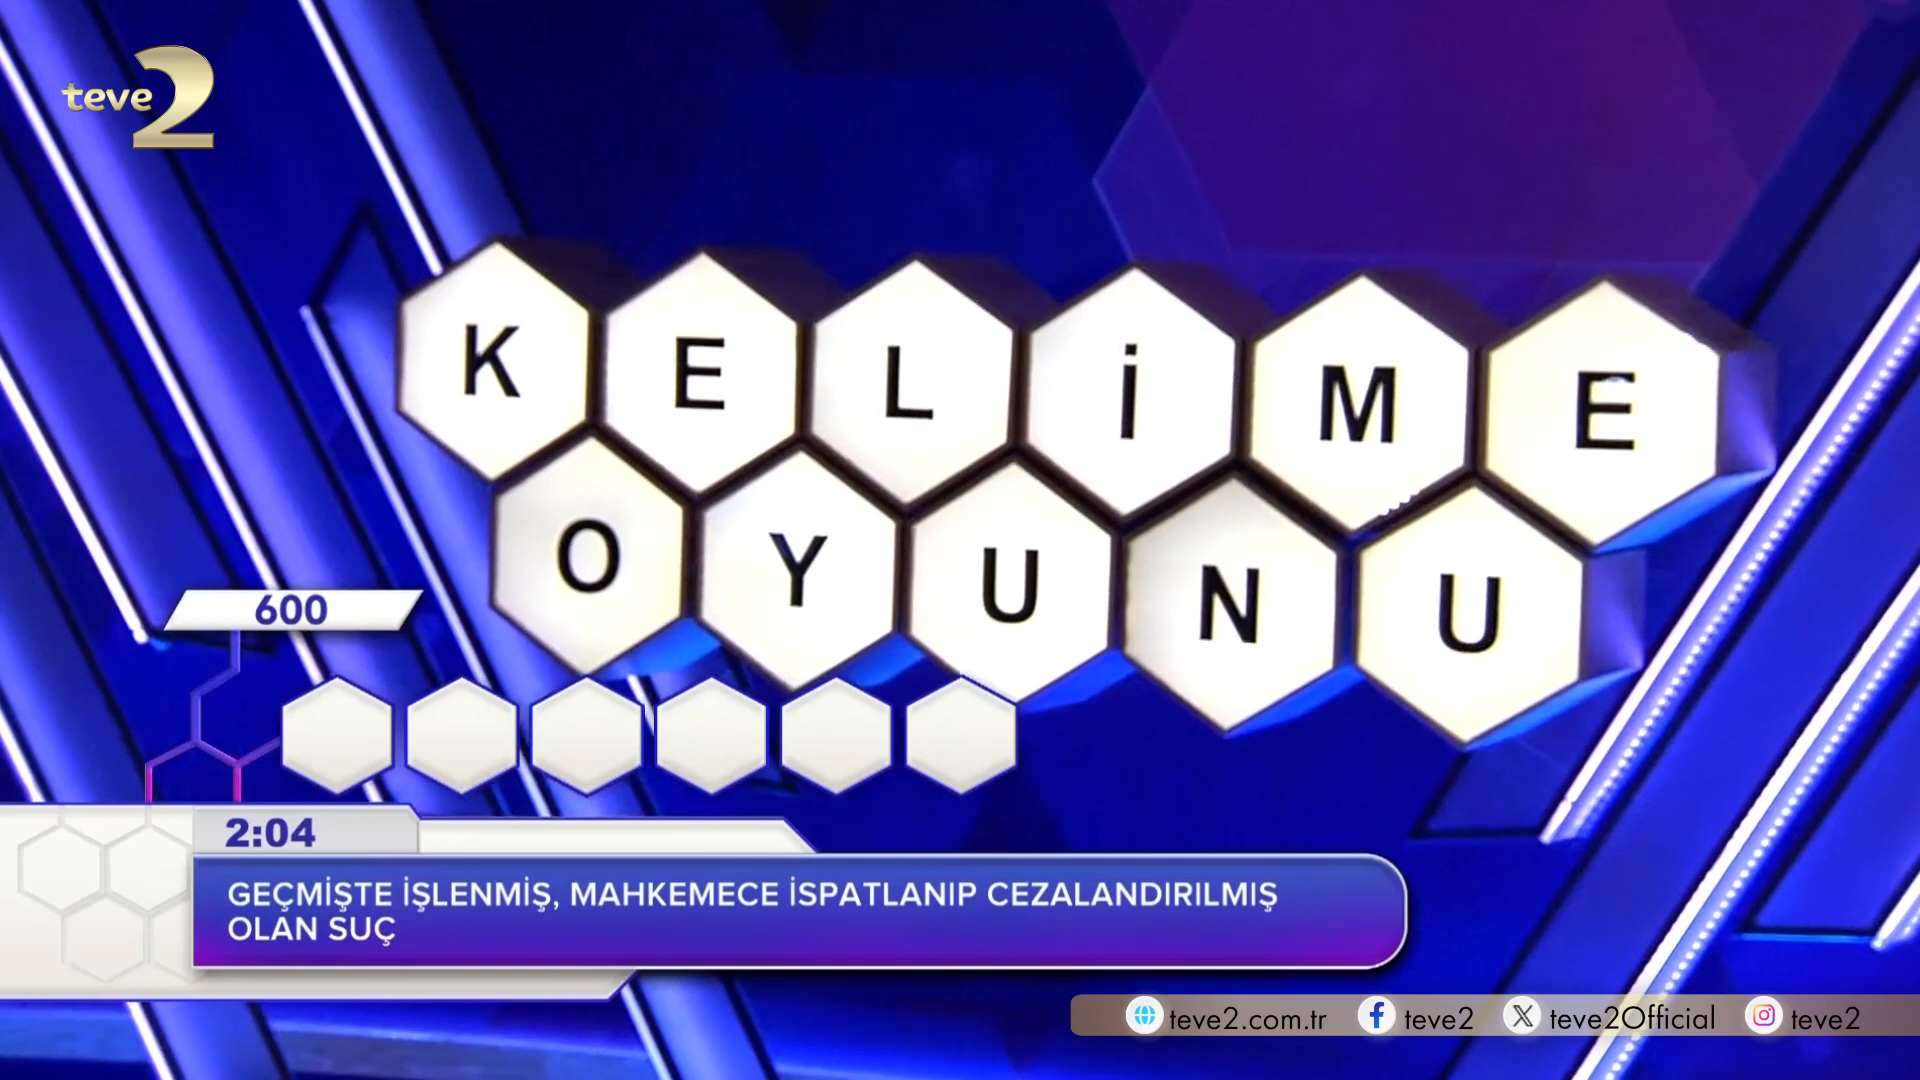 teve2
KELİME
OYUNU
600
2:04
GEÇMİŞTE İŞLENMİŞ, MAHKEMECE İSPATLANIP CEZALANDIRILMIŞ
OLAN SUÇ
teve2.com.tr teve2 teve2Official teve2